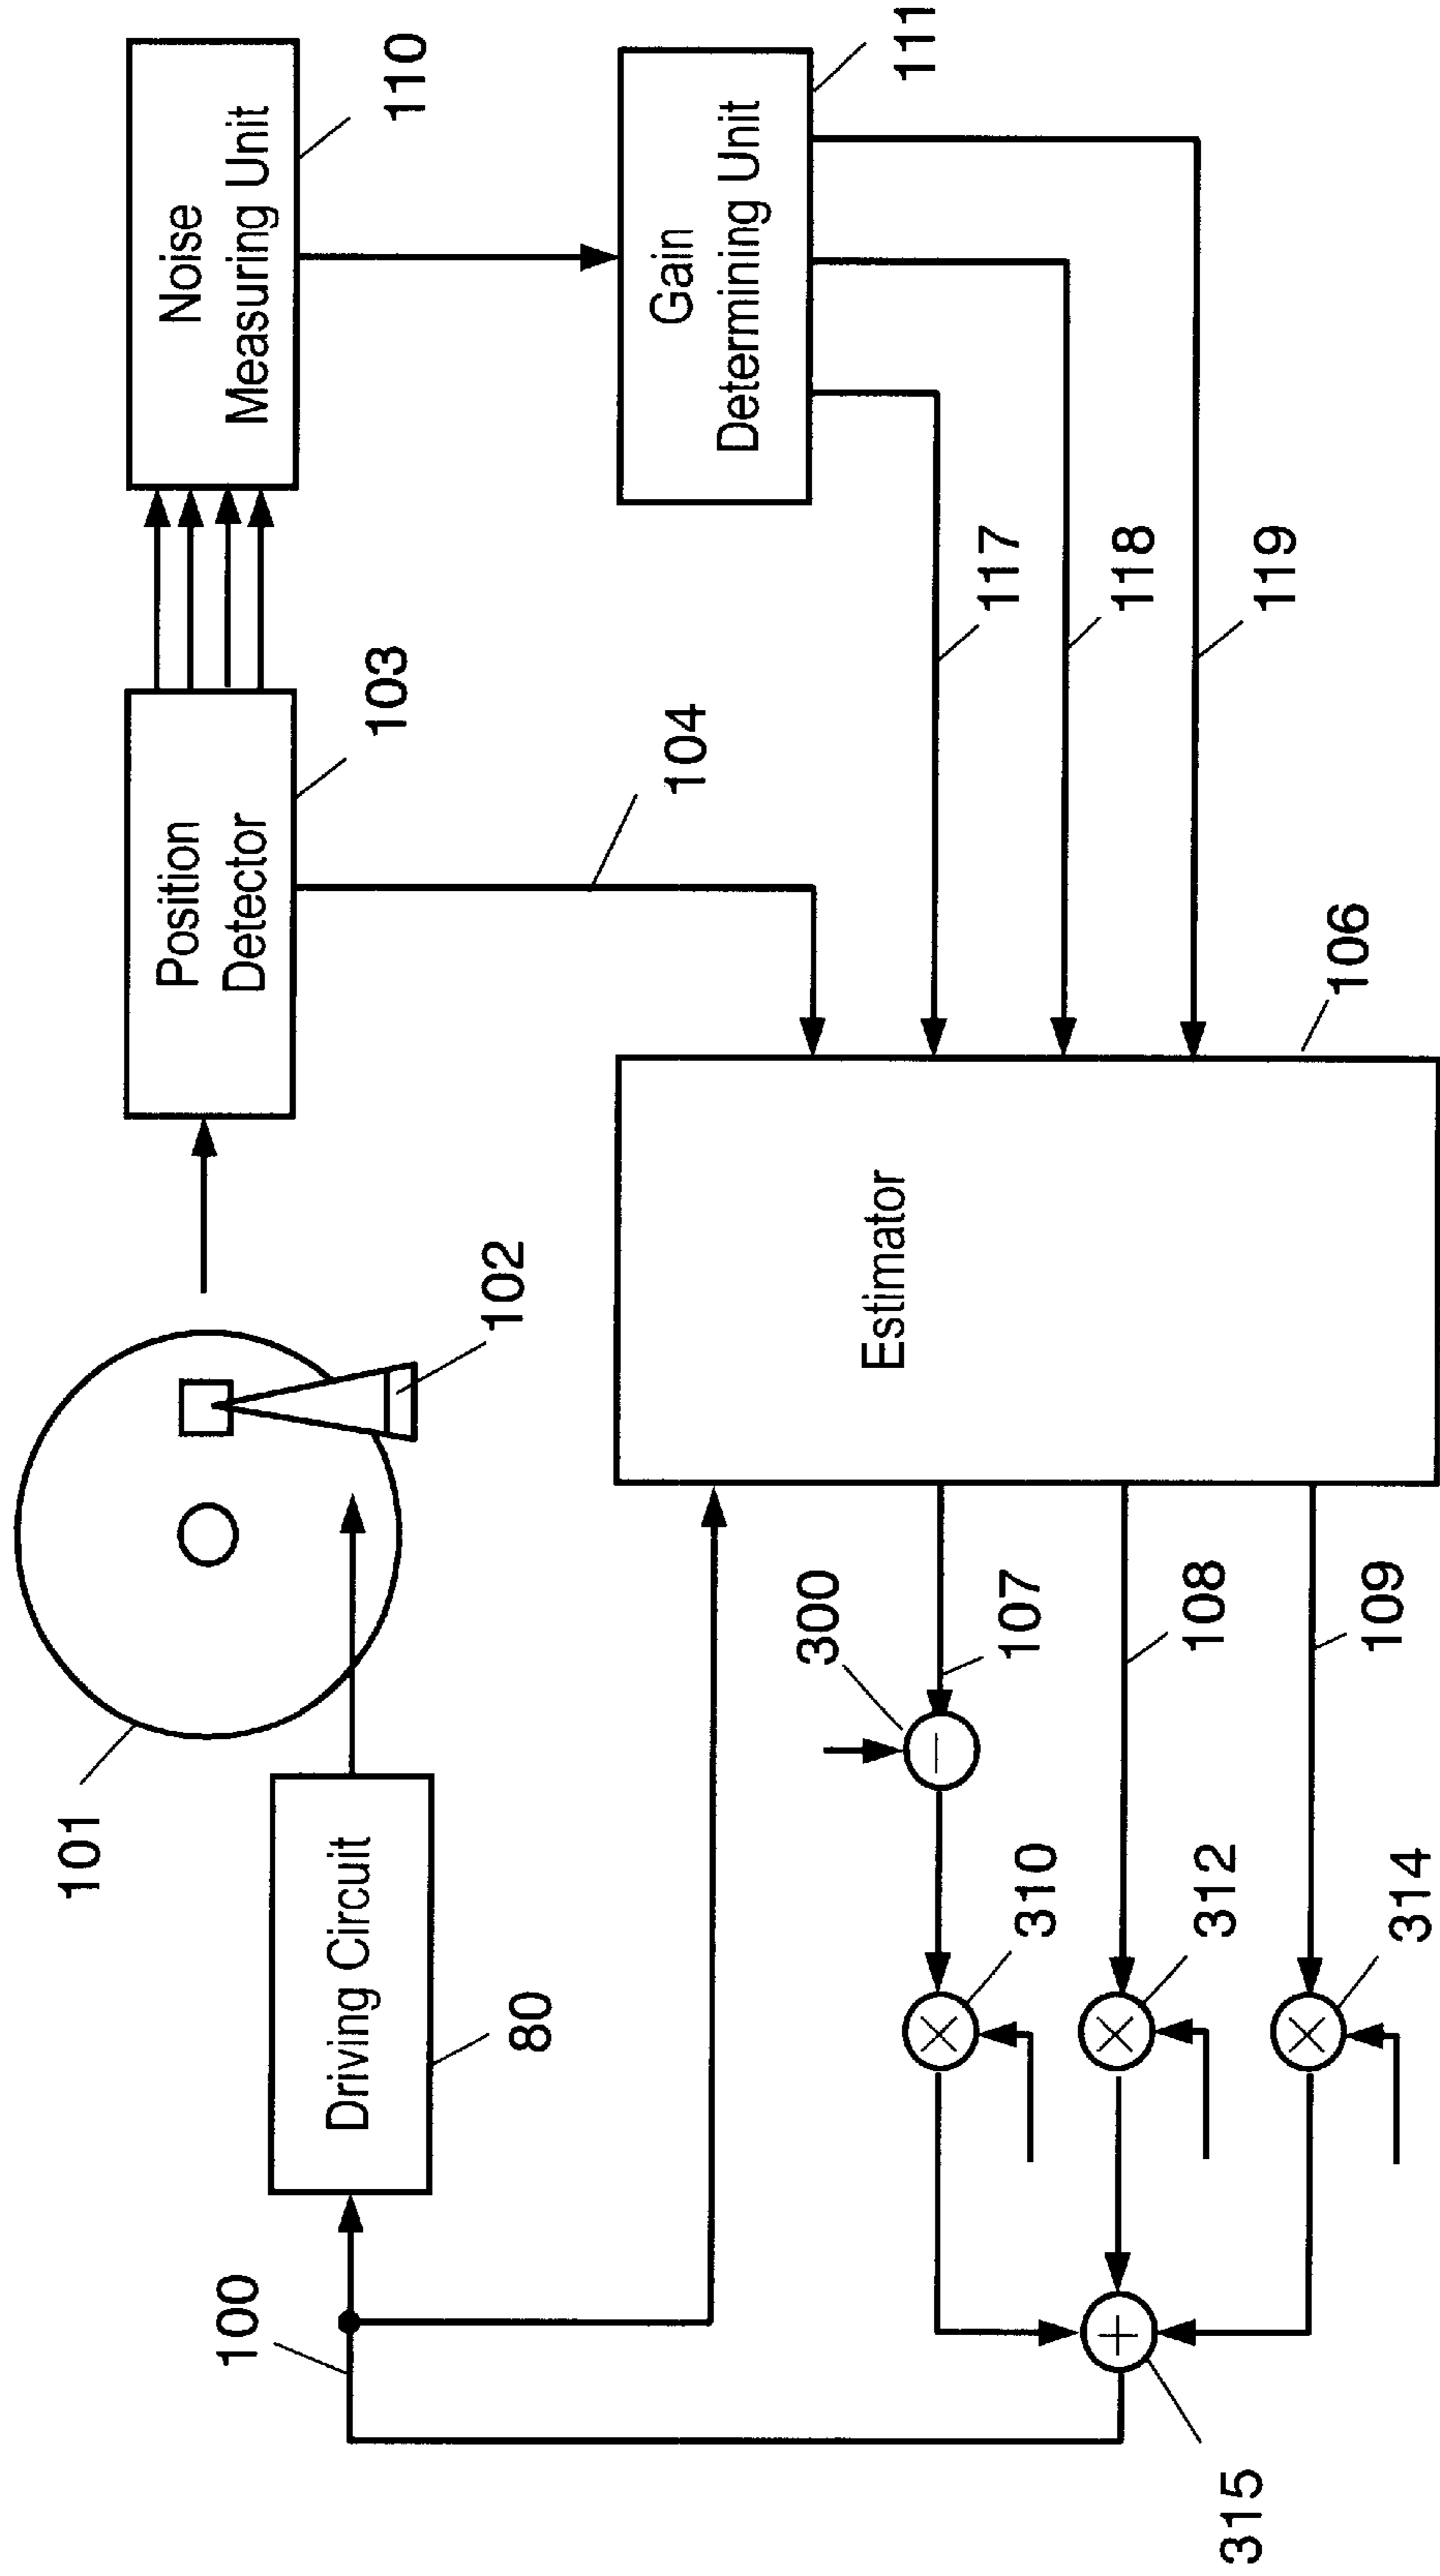 101
102
Position
Detector
103
Noise
Measuring Unit
110
100
Driving Circuit
80
104
Gain
Determining Unit
111
300
107
Estimator
117
310
108
118
312
109
119
314
106
315